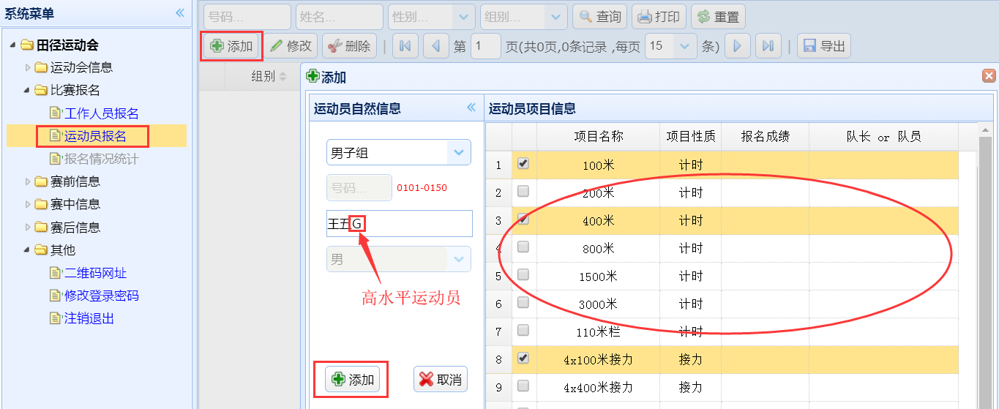 系统菜单
田径运动会
运动会信息
比赛报名
工作人员报名
运动员报名
报名情况统计
赛前信息
赛中信息
赛后信息
其他
二维码网址
修改登录密码
注销退出
号码... 姓名... 性别... 组别... 查询 打印 重置
添加 修改 删除 | 第 1 页(共0页,0条记录 ,每页 15 条) | 导出
组别
添加
运动员自然信息
男子组
号码... 0101-0150
王五G
男
高水平运动员
添加 取消
运动员项目信息
项目名称 项目性质 报名成绩 队长 or 队员
1 100米 计时
2 200米 计时
3 400米 计时
4 800米 计时
5 1500米 计时
6 3000米 计时
7 110米栏 计时
8 4x100米接力 接力
9 4x400米接力 接力